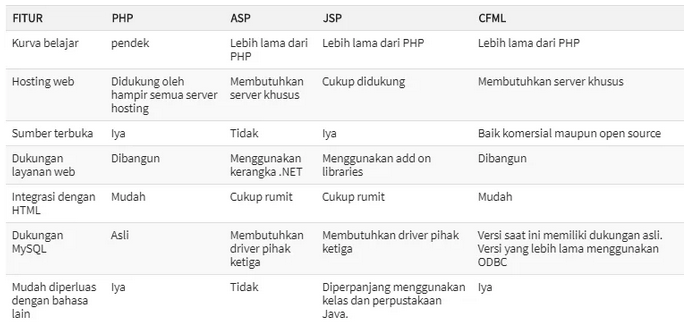 FITUR PHP ASP JSP CFML
Kurva belajar pendek Lebih lama dari Lebih lama dari PHP Lebih lama dari PHP
PHP
Hosting web Didukung oleh Membutuhkan Cukup didukung Membutuhkan server khusus
hampir semua server server khusus
hosting
Sumber terbuka Iya Tidak Iya Baik komersial maupun open source
Dukungan Dibangun Menggunakan Menggunakan add on Dibangun
layanan web kerangka .NET libraries
Integrasi dengan Mudah Cukup rumit Cukup rumit Mudah
HTML
Dukungan Asli Membutuhkan Membutuhkan driver pihak Versi saat ini memiliki dukungan asli.
MySQL driver pihak ketiga Versi yang lebih lama menggunakan
ketiga ODBC
Mudah diperluas Iya Tidak Diperpanjang menggunakan Iya
dengan bahasa kelas dan perpustakaan
lain Java.